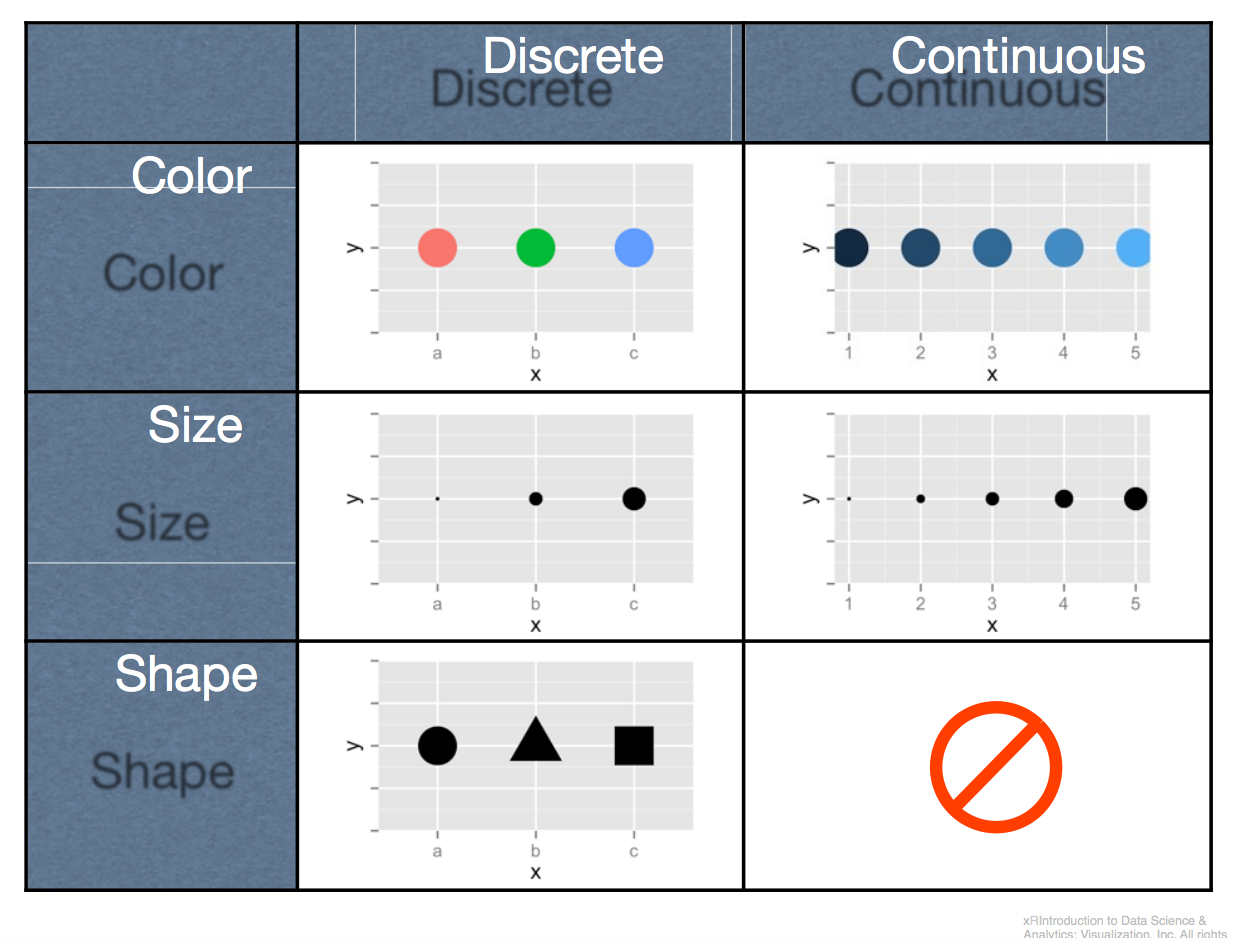 Discrete
Continuous
Discrete
Continuous
Color
Color
y
a b c
x
y
1 2 3 4 5
x
Size
Size
y
a b c
x
y
1 2 3 4 5
x
Shape
Shape
y
a b c
x
xRIntroduction to Data Science &
Analytics: Visualization, Inc. All rights